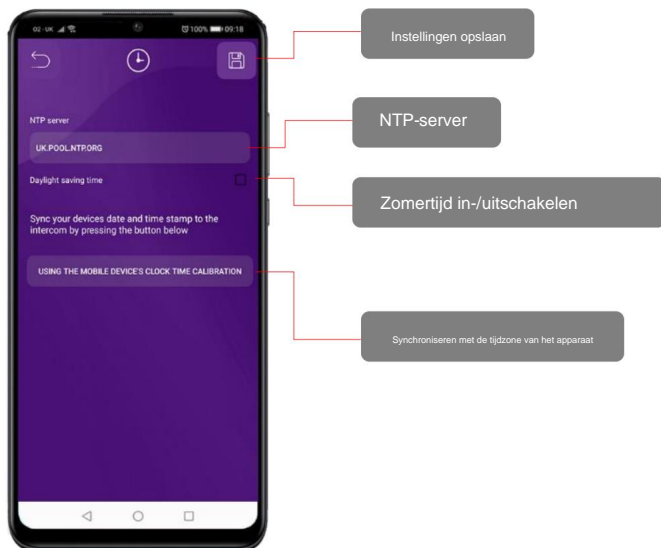 02-UK 100% 09:18
Instellingen opslaan
NTP server
NTP-server
UK.POOL.NTP.ORG
Daylight saving time
Zomertijd in-/uitschakelen
Sync your devices date and time stamp to the
intercom by pressing the button below
USING THE MOBILE DEVICE'S CLOCK TIME CALIBRATION
Synchroniseren met de tijdzone van het apparaat